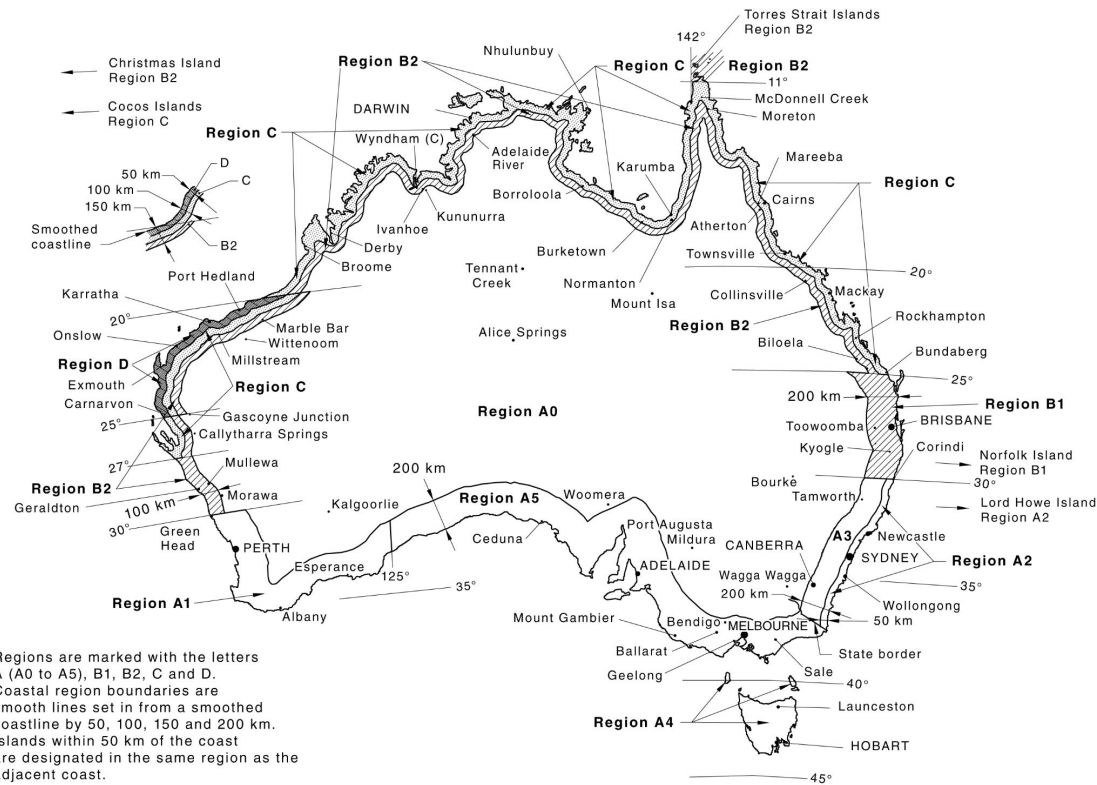 Torres Strait Islands
Region B2
142°
Nhulunbuy
Region B2
Region C
Region B2
11°
Christmas Island
Region B2
Cocos Islands
Region C
DARWIN
McDonnell Creek
Moreton
Region C
Wyndham (C)
Adelaide
River
Karumba
Mareeba
50 km
D
C
100 km
150 km
Borroloola
Region C
Cairns
Kununurra
Smoothed
coastline
B2
Ivanhoe
Atherton
Derby
Burketown
Townsville
Broome
Port Hedland
Tennant
Creek
20°
Normanton
Karratha
Collinsville
Mackay
Mount Isa
20°
Onslow
Marble Bar
Wittenoom
Alice Springs
Region B2
Rockhampton
Region D
Millstream
Biloela
Bundaberg
Exmouth
Region C
25°
Carnarvon
200 km
Region B1
Region A0
Gascoyne Junction
25°
Callytharra Springs
Toowoomba
BRISBANE
Kyogle
Corindi
27°
Mullewa
200 km
Norfolk Island
Region B1
Region B2
Bourke
30°
Geraldton
100 km
Morawa
Kalgoorlie
Region A5
Woomera
Tamworth
Lord Howe Island
Region A2
30°
Green
Head
Ceduna
Port Augusta
Mildura
A3
Newcastle
PERTH
CANBERRA
SYDNEY
Region A2
Esperance
125°
ADELAIDE
Wagga Wagga
35°
35°
Region A1
200 km
Wollongong
Albany
Mount Gambier
Bendigo
MELBOURNE
50 km
Ballarat
State border
Geelong
Sale
40°
Region A4
Launceston
HOBART
45°
Regions are marked with the letters
A (A0 to A5), B1, B2, C and D.
Coastal region boundaries are
mooth lines set in from a smoothed
oastline by 50, 100, 150 and 200 km.
slands within 50 km of the coast
re designated in the same region as the
djacent coast.